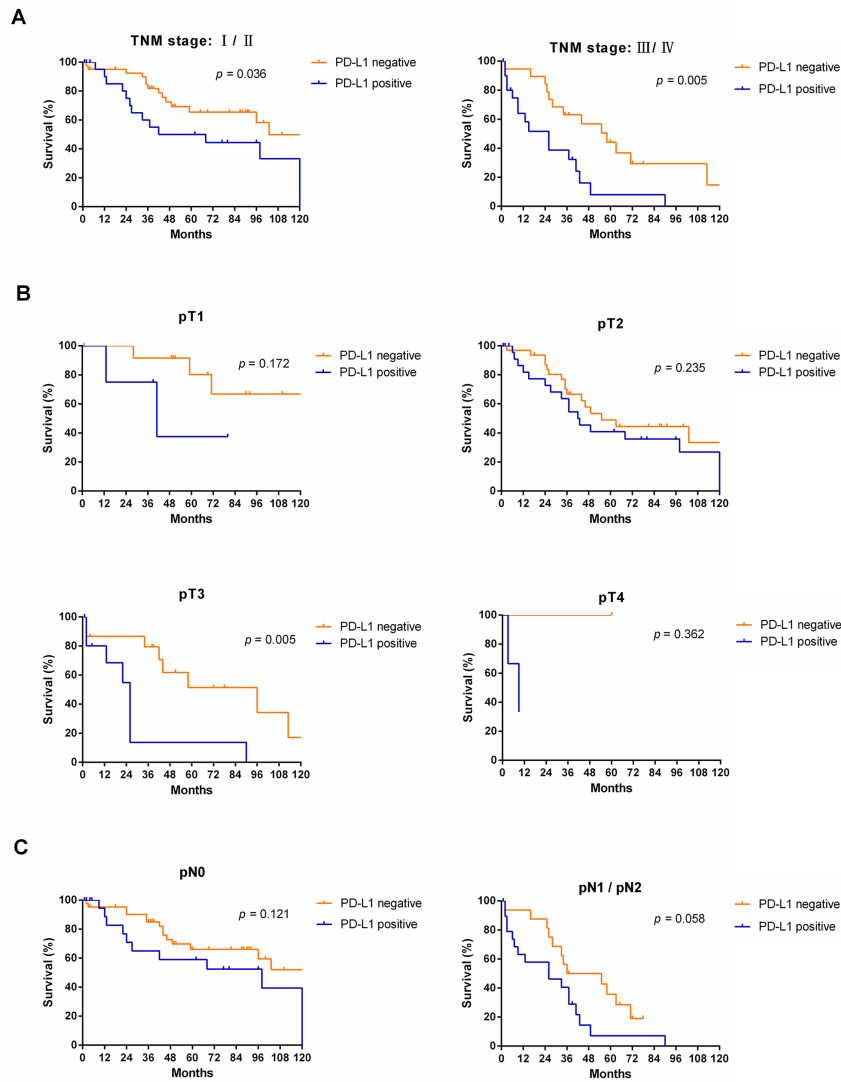 A
TNM stage: Ⅰ / Ⅱ
PD-L1 negative
PD-L1 positive
p = 0.036
Survival (%)
100
80
60
40
20
0
0 12 24 36 48 60 72 84 96 108 120
Months
TNM stage: Ⅲ/ Ⅳ
PD-L1 negative
PD-L1 positive
p = 0.005
Survival (%)
100
80
60
40
20
0
0 12 24 36 48 60 72 84 96 108 120
Months
B
pT1
PD-L1 negative
PD-L1 positive
p = 0.172
Survival (%)
100
80
60
40
20
0
0 12 24 36 48 60 72 84 96 108 120
Months
pT2
PD-L1 negative
PD-L1 positive
p = 0.235
Survival (%)
100
80
60
40
20
0
0 12 24 36 48 60 72 84 96 108 120
Months
pT3
PD-L1 negative
PD-L1 positive
p = 0.005
Survival (%)
100
80
60
40
20
0
0 12 24 36 48 60 72 84 96 108 120
Months
pT4
PD-L1 negative
PD-L1 positive
p = 0.362
Survival (%)
100
80
60
40
20
0
0 12 24 36 48 60 72 84 96 108 120
Months
C
pN0
PD-L1 negative
PD-L1 positive
p = 0.121
Survival (%)
100
80
60
40
20
0
0 12 24 36 48 60 72 84 96 108 120
Months
pN1 / pN2
PD-L1 negative
PD-L1 positive
p = 0.058
Survival (%)
100
80
60
40
20
0
0 12 24 36 48 60 72 84 96 108 120
Months